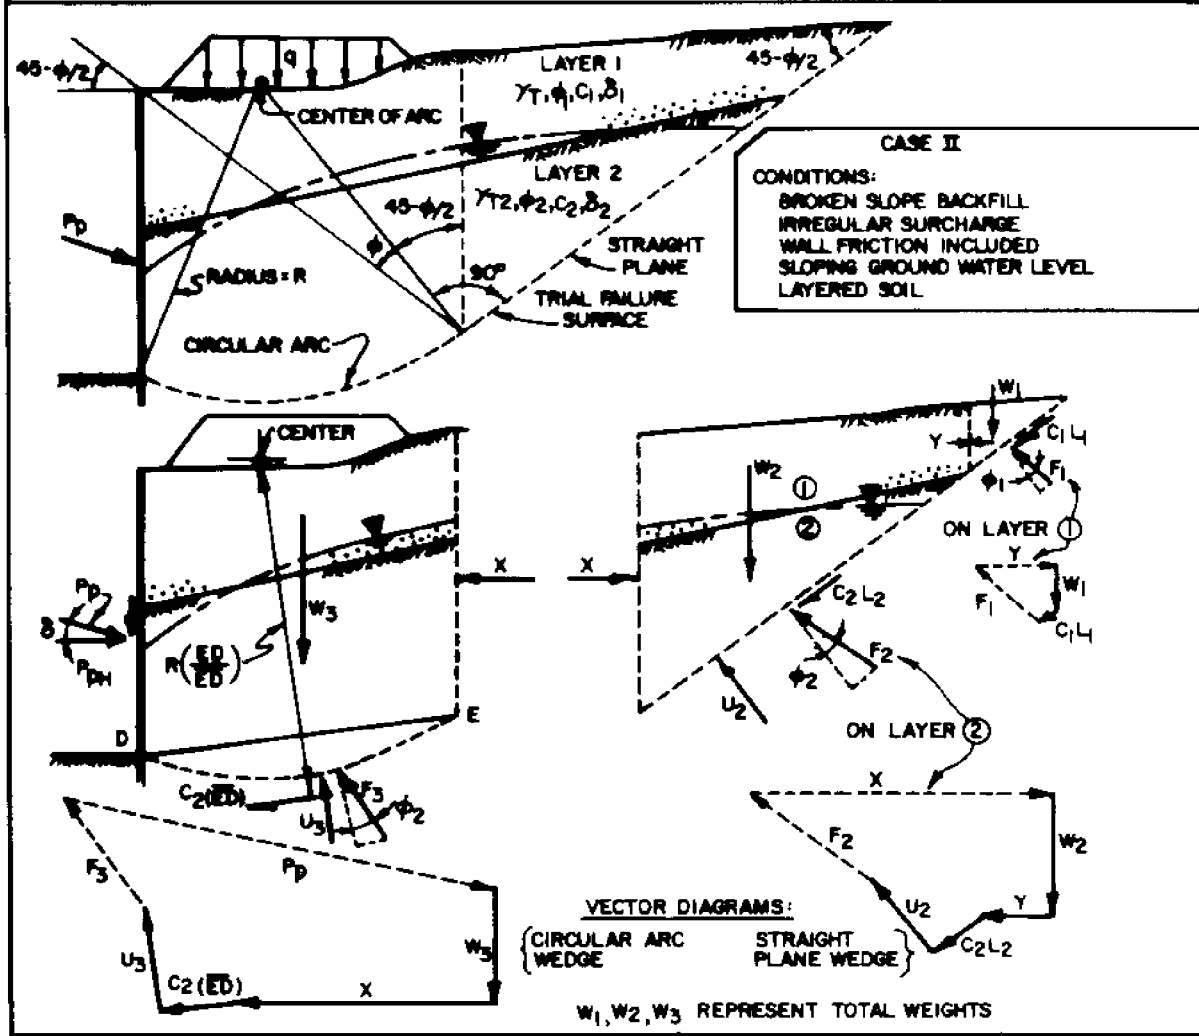 45-ϕ/2
q
CENTER OF ARC
LAYER 1
γT, ϕ1, C1, δ1
45-ϕ/2
LAYER 2
γT2, ϕ2, C2, δ2
CASE II
CONDITIONS:
BROKEN SLOPE BACKFILL
IRREGULAR SURCHARGE
WALL FRICTION INCLUDED
SLOPING GROUND WATER LEVEL
LAYERED SOIL
Pp
45-ϕ/2
ϕ
90°
STRAIGHT
PLANE
RADIUS = R
TRIAL FAILURE
SURFACE
CIRCULAR ARC
CENTER
W3
X
Pp
δ
PpH
R(ED/ED)
D
E
C2(ED)
U3
F3
ϕ2
X
W2
①
②
Y
W1
C1L1
F1
ϕ1
ON LAYER ①
Y
W1
F1
C1L1
C2L2
F2
ϕ2
U2
ON LAYER ②
X
F2
W2
U2
Y
C2L2
F3
Pp
W3
U3
C2(ED)
X
VECTOR DIAGRAMS:
{CIRCULAR ARC
WEDGE
STRAIGHT
PLANE WEDGE}
W1, W2, W3 REPRESENT TOTAL WEIGHTS